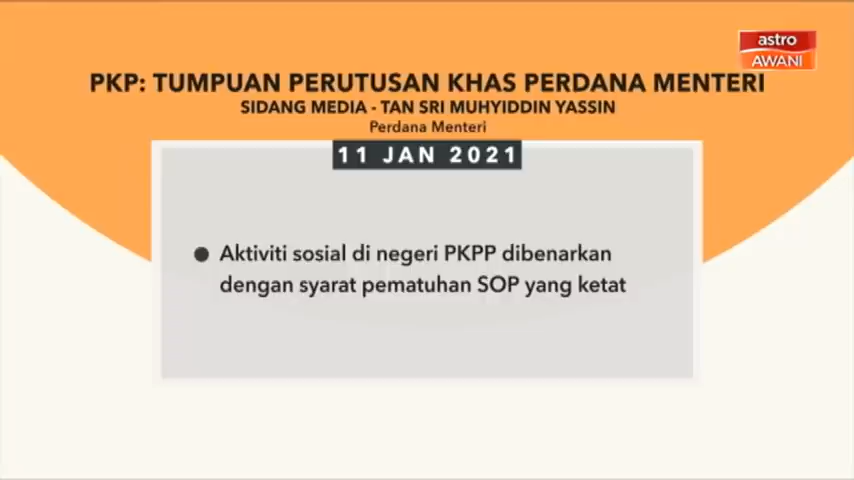 astro
AWANI
PKP: TUMPUAN PERUTUSAN KHAS PERDANA MENTERI
SIDANG MEDIA - TAN SRI MUHYIDDIN YASSIN
Perdana Menteri
11 JAN 2021
● Aktiviti sosial di negeri PKPP dibenarkan
dengan syarat pematuhan SOP yang ketat